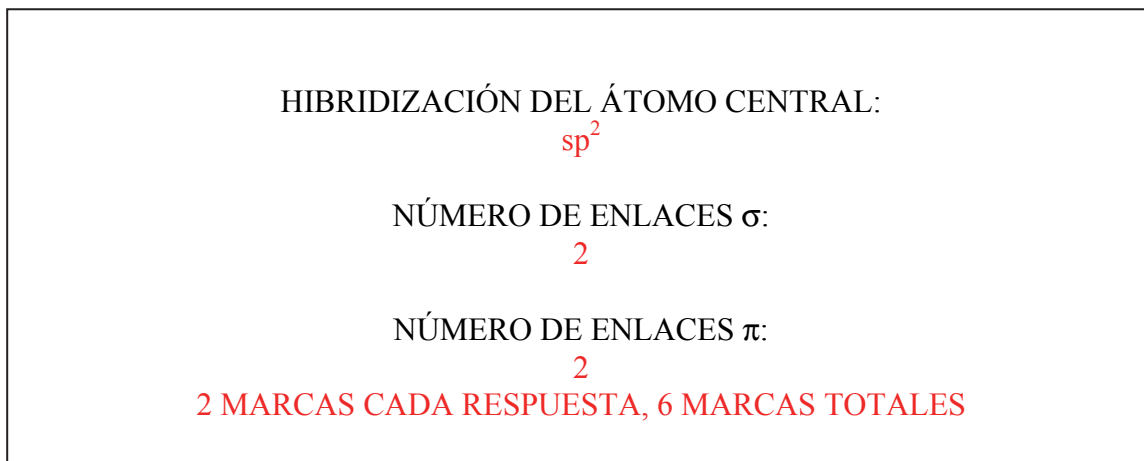 HIBRIDIZACIÓN DEL ÁTOMO CENTRAL:
sp²
NÚMERO DE ENLACES σ:
2
NÚMERO DE ENLACES π:
2
2 MARCAS CADA RESPUESTA, 6 MARCAS TOTALES